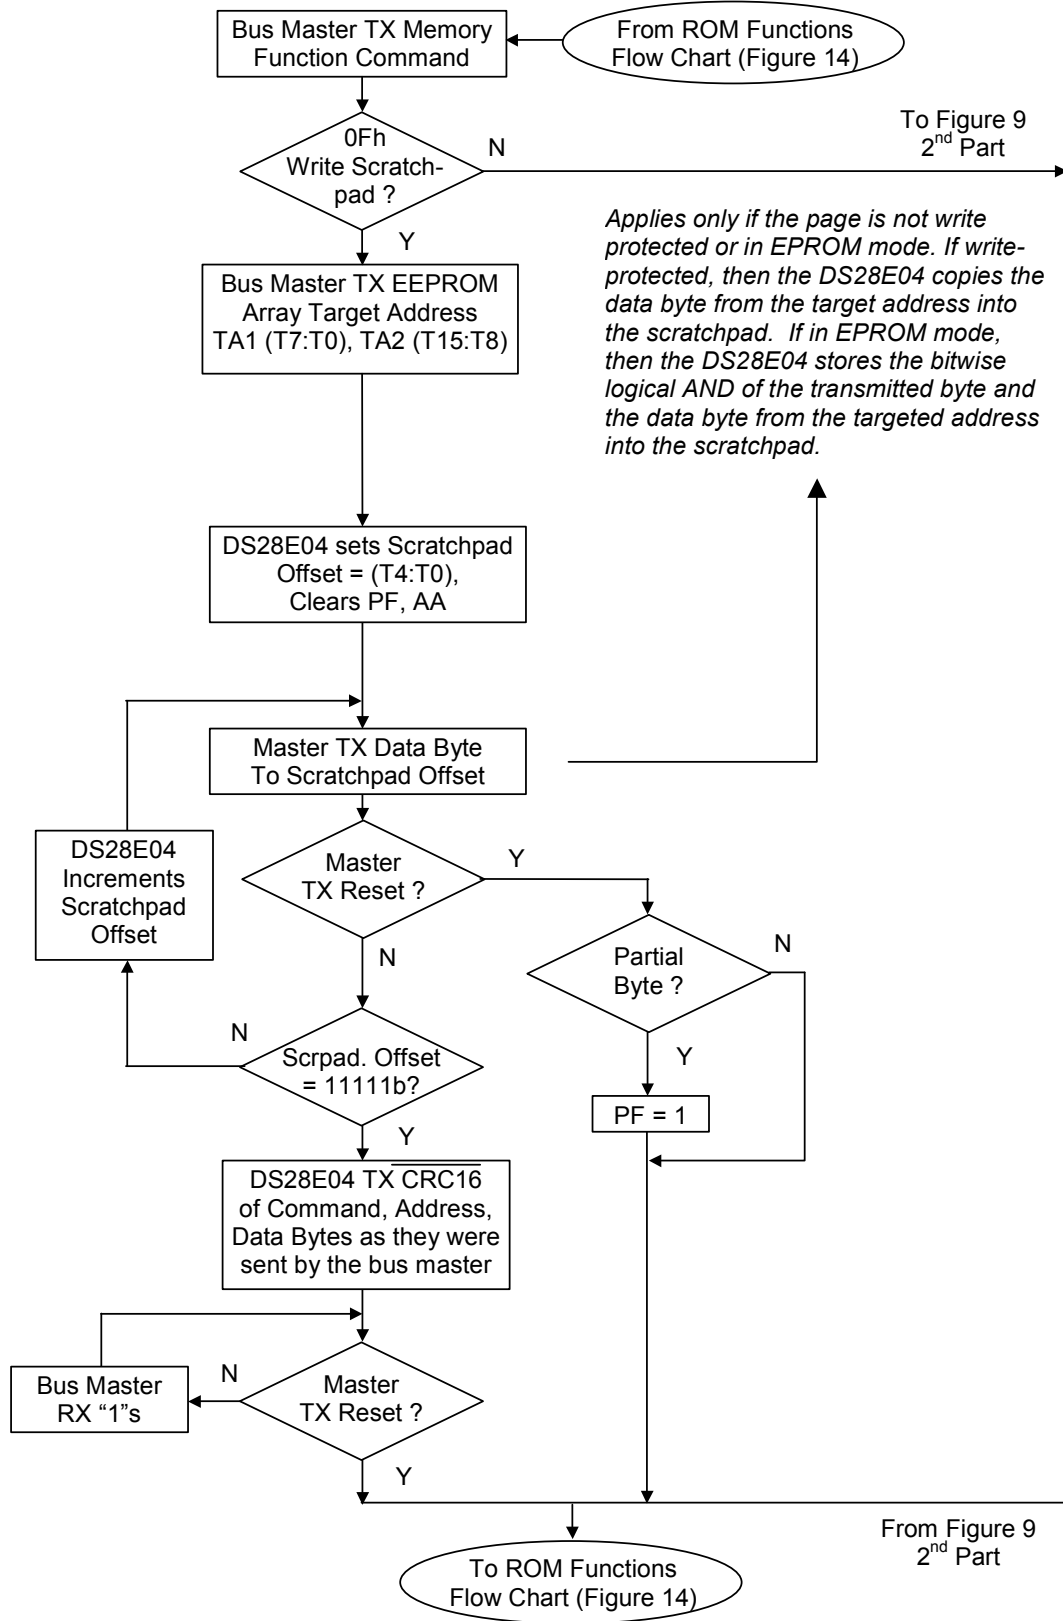 Bus Master TX Memory
Function Command
From ROM Functions
Flow Chart (Figure 14)
0Fh
Write Scratch-
pad ?
N
To Figure 9
2nd Part
Y
Applies only if the page is not write
protected or in EPROM mode. If write-
protected, then the DS28E04 copies the
data byte from the target address into
the scratchpad.  If in EPROM mode,
then the DS28E04 stores the bitwise
logical AND of the transmitted byte and
the data byte from the targeted address
into the scratchpad.
Bus Master TX EEPROM
Array Target Address
TA1 (T7:T0), TA2 (T15:T8)
DS28E04 sets Scratchpad
Offset = (T4:T0),
Clears PF, AA
Master TX Data Byte
To Scratchpad Offset
DS28E04
Increments
Scratchpad
Offset
Master
TX Reset ?
Y
N
Partial
Byte ?
N
Y
PF = 1
N
Scrpad. Offset
= 11111b?
Y
DS28E04 TX CRC16
of Command, Address,
Data Bytes as they were
sent by the bus master
Bus Master
RX “1”s
N
Master
TX Reset ?
Y
From Figure 9
2nd Part
To ROM Functions
Flow Chart (Figure 14)